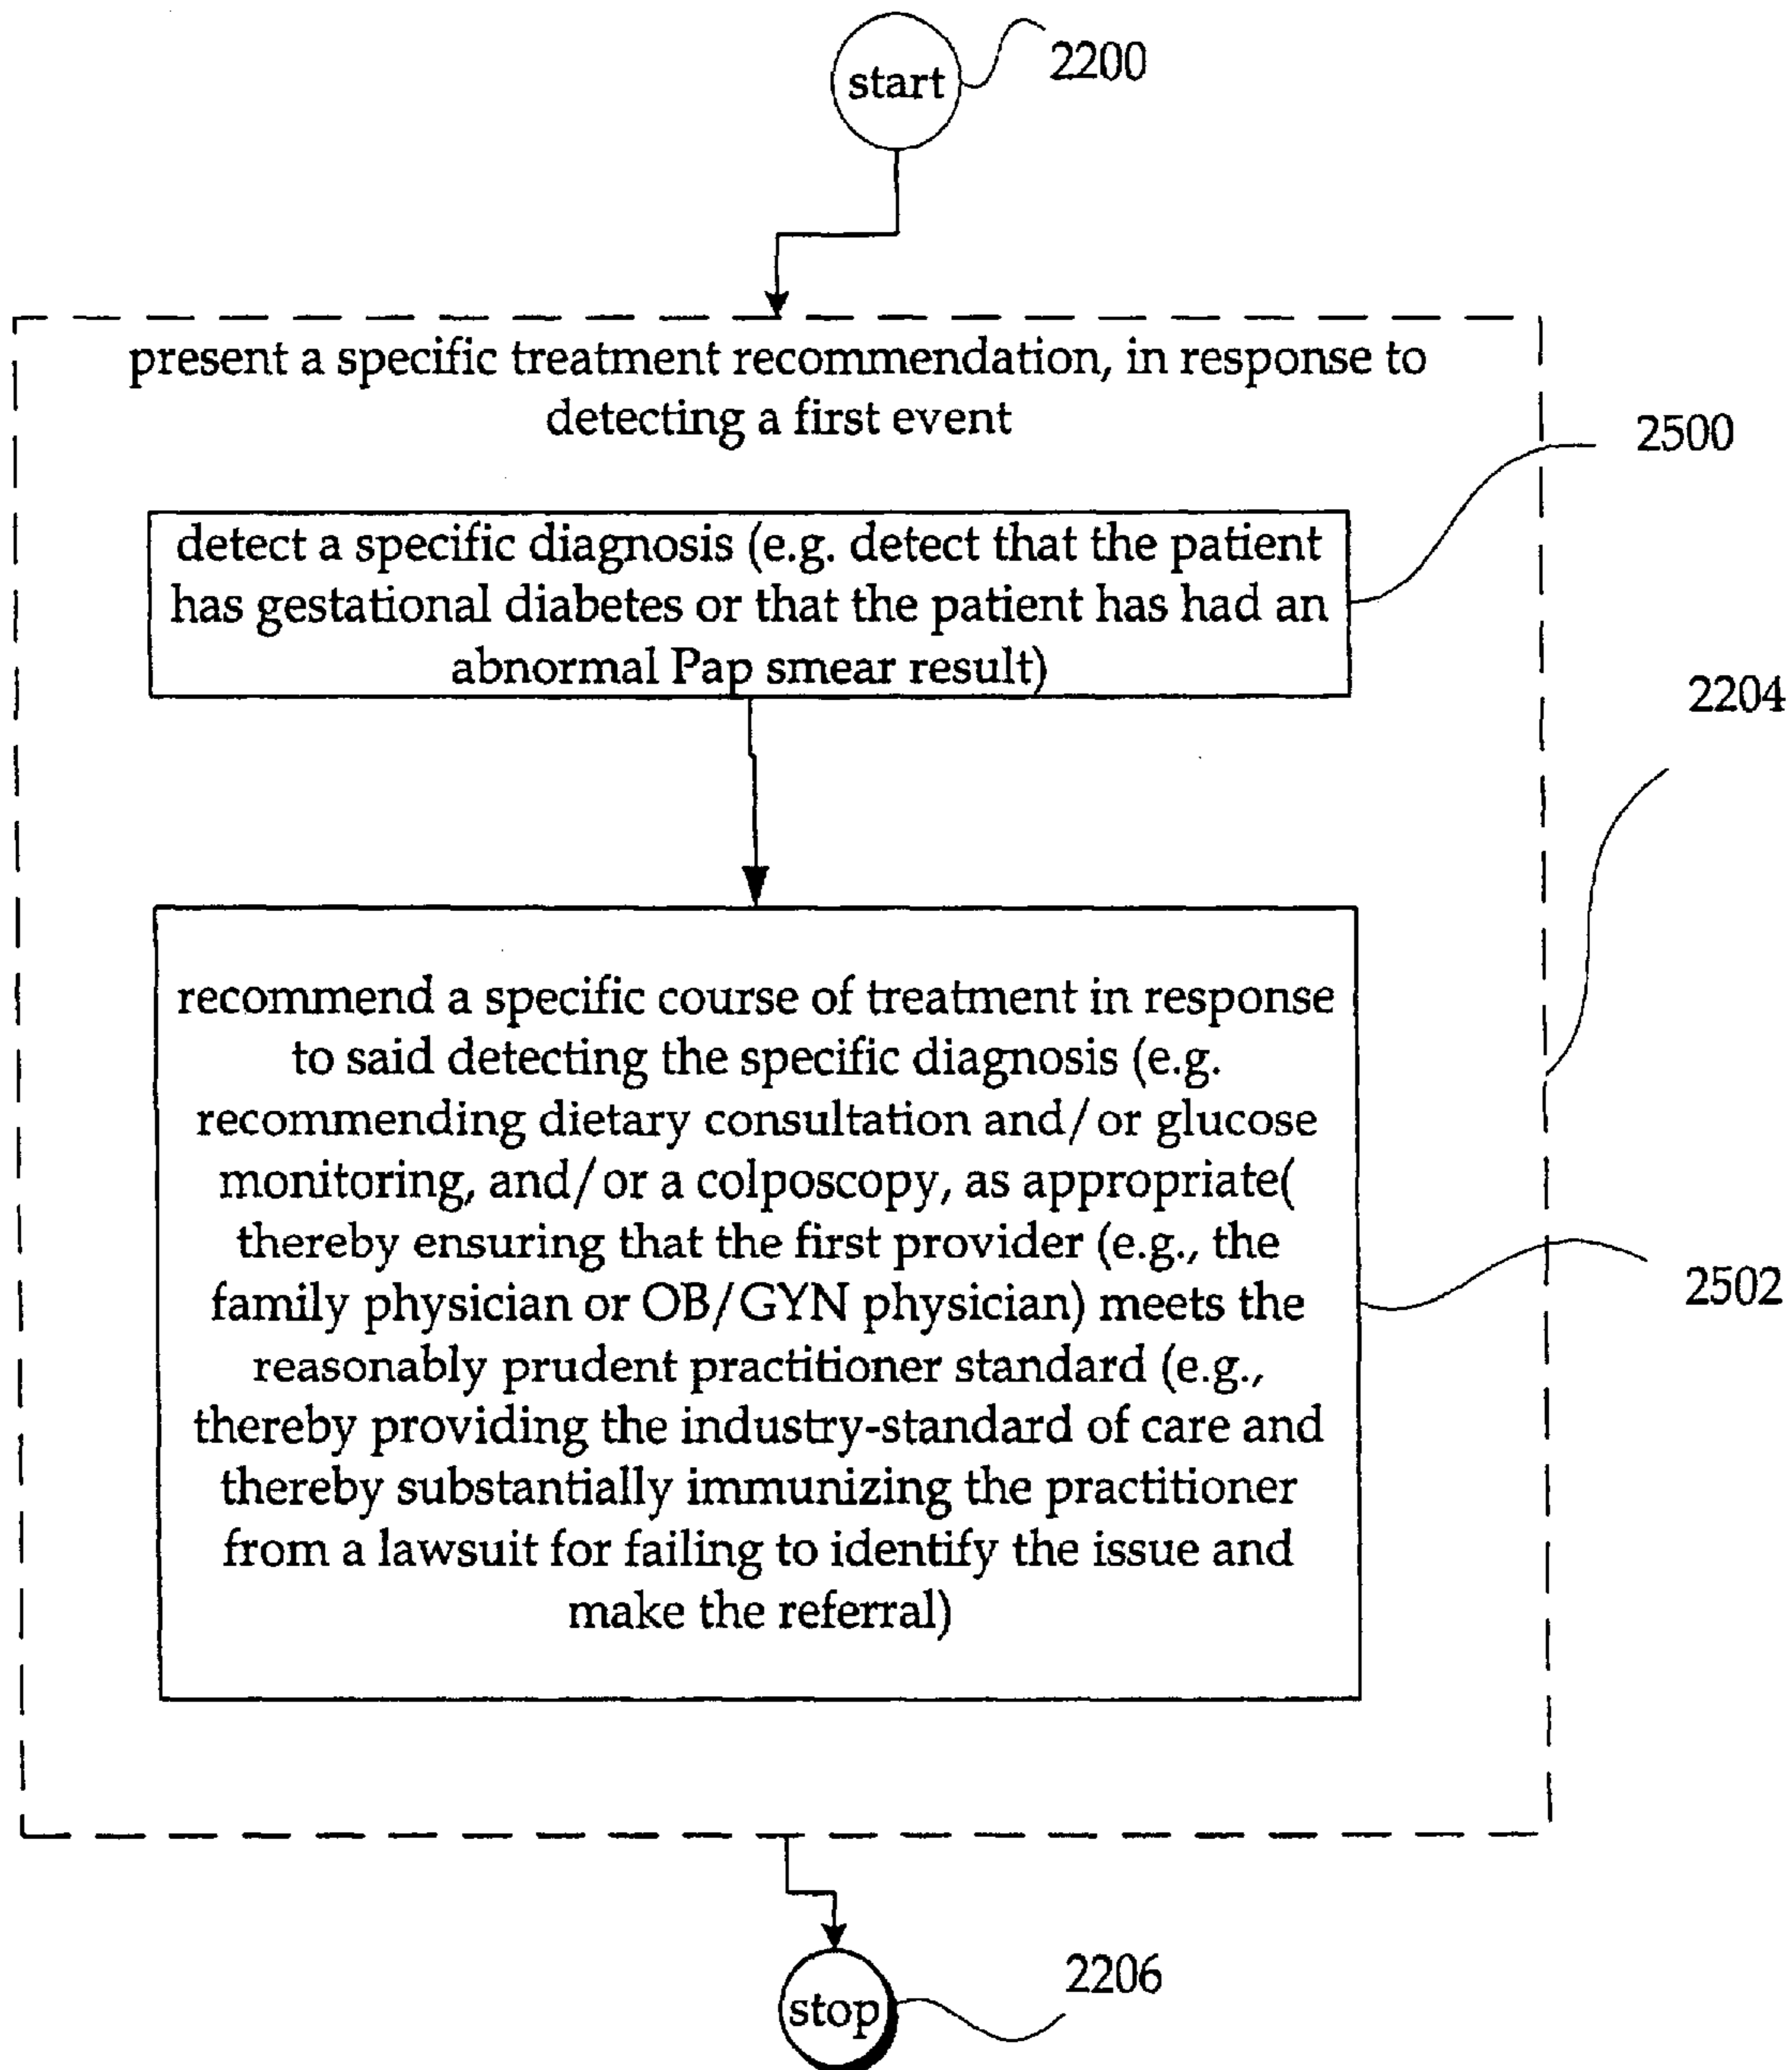 start
2200
present a specific treatment recommendation, in response to
detecting a first event
2500
detect a specific diagnosis (e.g. detect that the patient
has gestational diabetes or that the patient has had an
abnormal Pap smear result)
2204
recommend a specific course of treatment in response
to said detecting the specific diagnosis (e.g.
recommending dietary consultation and/or glucose
monitoring, and/or a colposcopy, as appropriate(
thereby ensuring that the first provider (e.g., the
family physician or OB/GYN physician) meets the
reasonably prudent practitioner standard (e.g.,
thereby providing the industry-standard of care and
thereby substantially immunizing the practitioner
from a lawsuit for failing to identify the issue and
make the referral)
2502
stop
2206